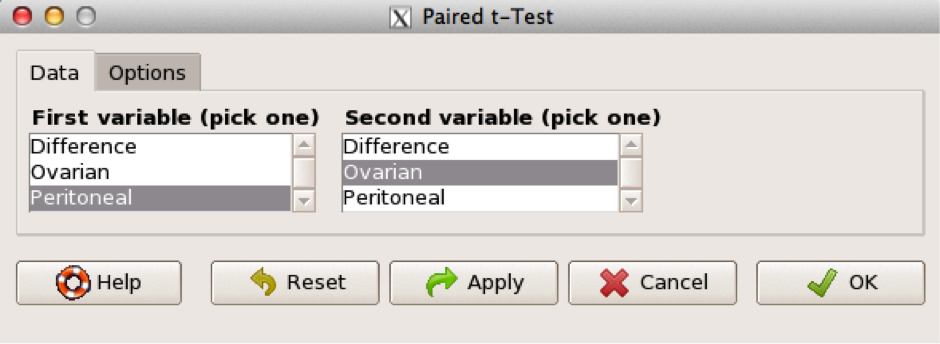 Paired t-Test
Data Options
First variable (pick one) Second variable (pick one)
Difference Difference
Ovarian Ovarian
Peritoneal Peritoneal
Help Reset Apply Cancel OK